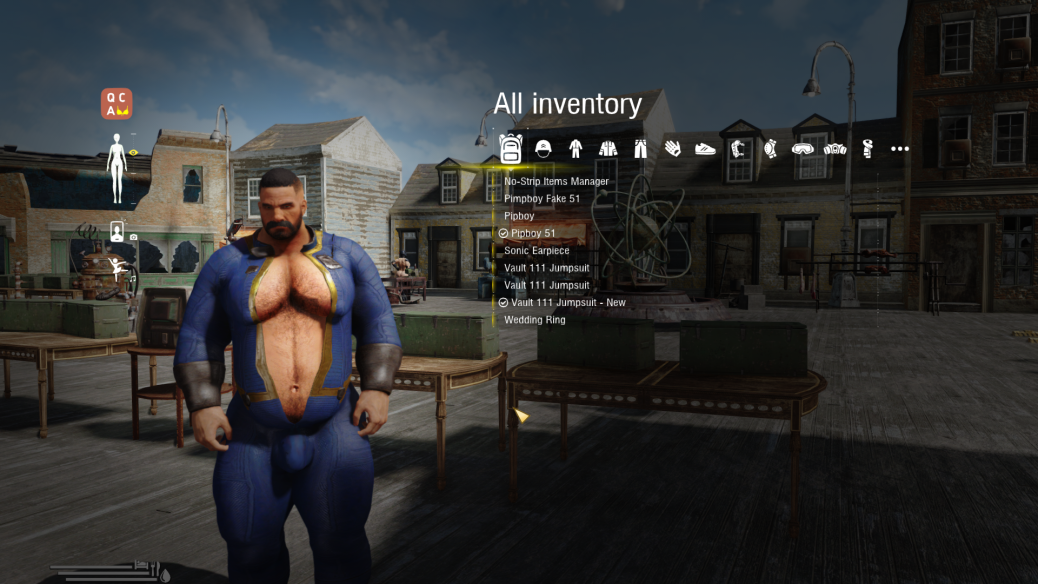 Q C
A
All inventory
No-Strip Items Manager
Pimpboy Fake 51
Pipboy
Pipboy 51
Sonic Earpiece
Vault 111 Jumpsuit
Vault 111 Jumpsuit
Vault 111 Jumpsuit - New
Wedding Ring